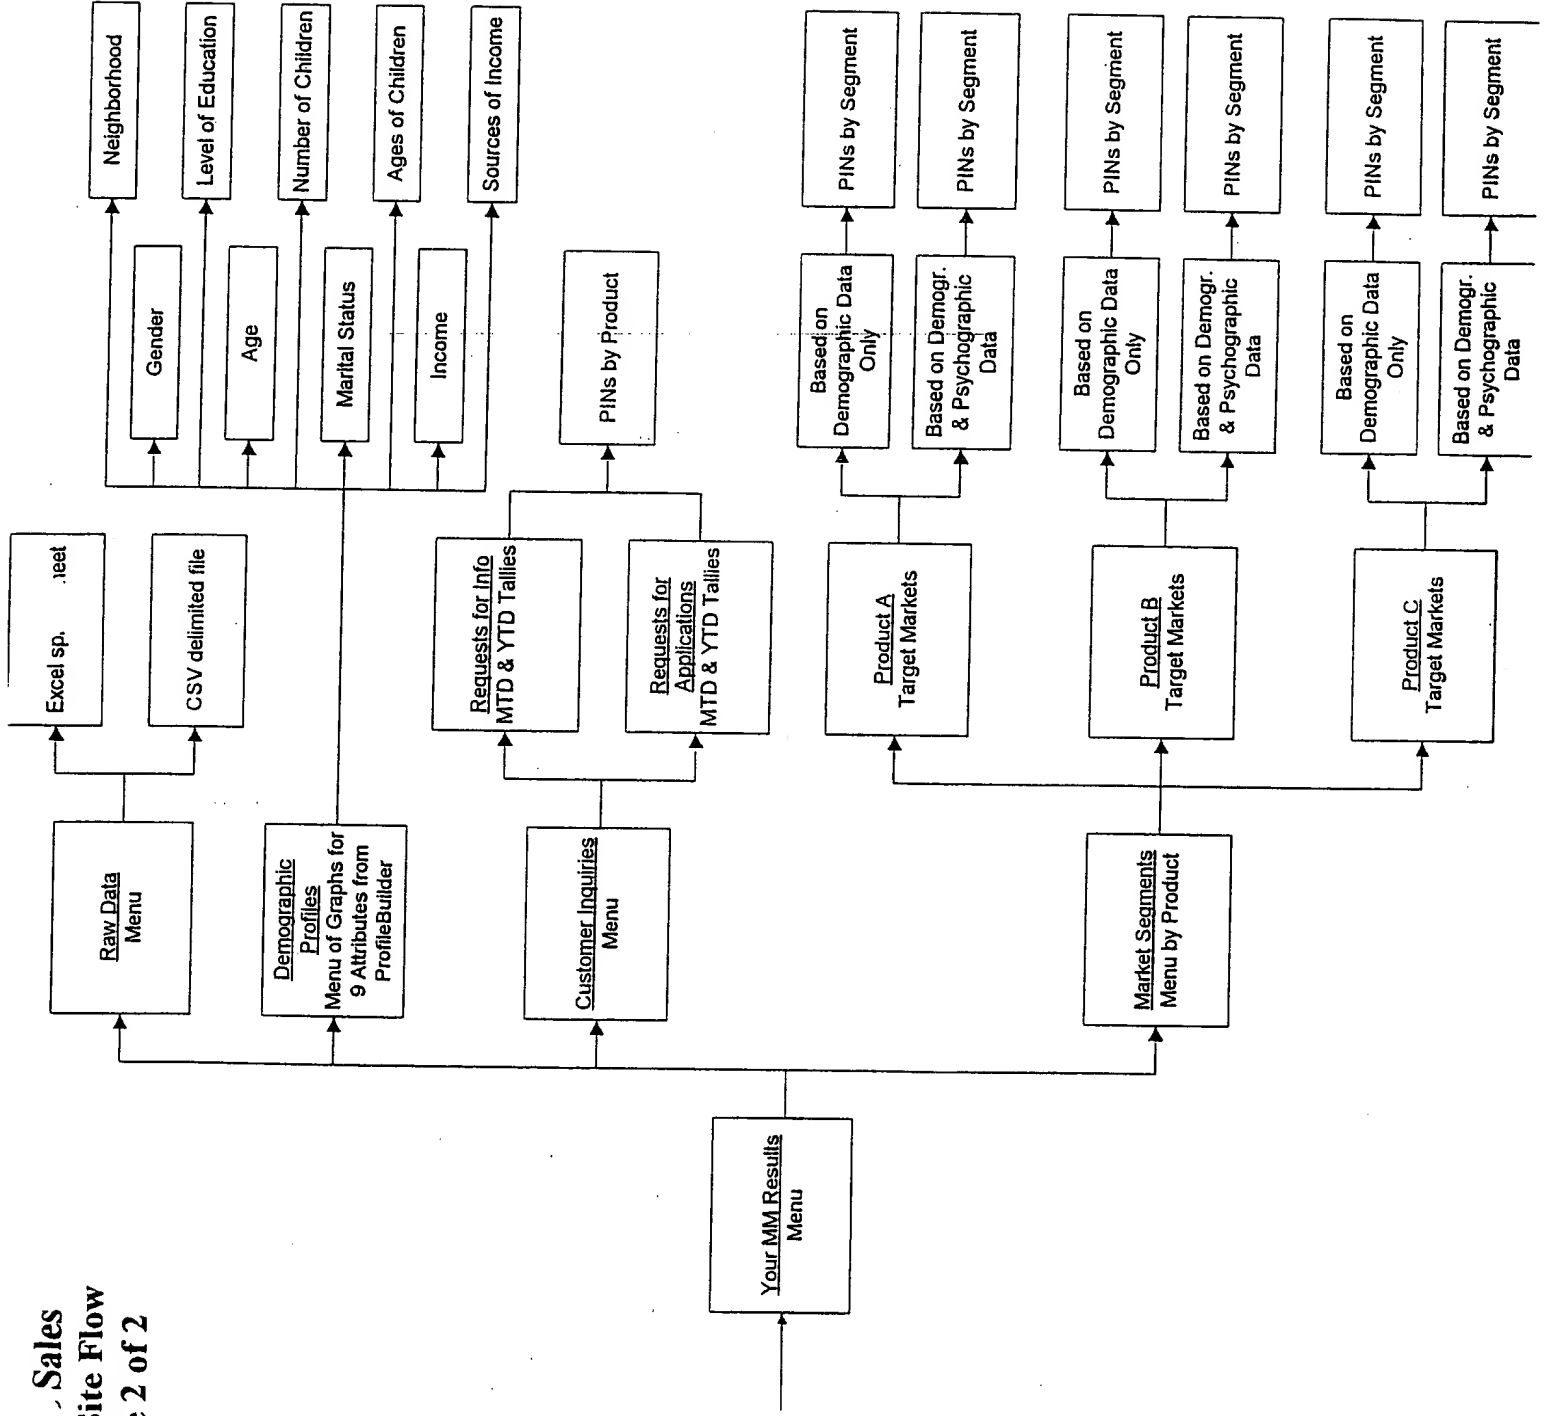 Sales
Site Flow
2 of 2
Your MM Results
Menu
Raw Data
Menu
Excel
CSV delimited file
Demographic
Profiles
Menu of Graphs for
9 Attributes from
ProfileBuilder
Neighborhood
Gender
Level of Education
Age
Number of Children
Marital Status
Ages of Children
Income
Sources of Income
Customer Inquiries
Menu
Requests for Info
MTD & YTD Tallies
Requests for
Applications
MTD & YTD Tallies
PINs by Product
Market Segments
Menu by Product
Product A
Target Markets
Based on
Demographic Data
Only
PINs by Segment
Based on Demogr.
& Psychographic
Data
PINs by Segment
Product B
Target Markets
Based on
Demographic Data
Only
PINs by Segment
Based on Demogr.
& Psychographic
Data
PINs by Segment
Product C
Target Markets
Based on
Demographic Data
Only
PINs by Segment
Based on Demogr.
& Psychographic
Data
PINs by Segment